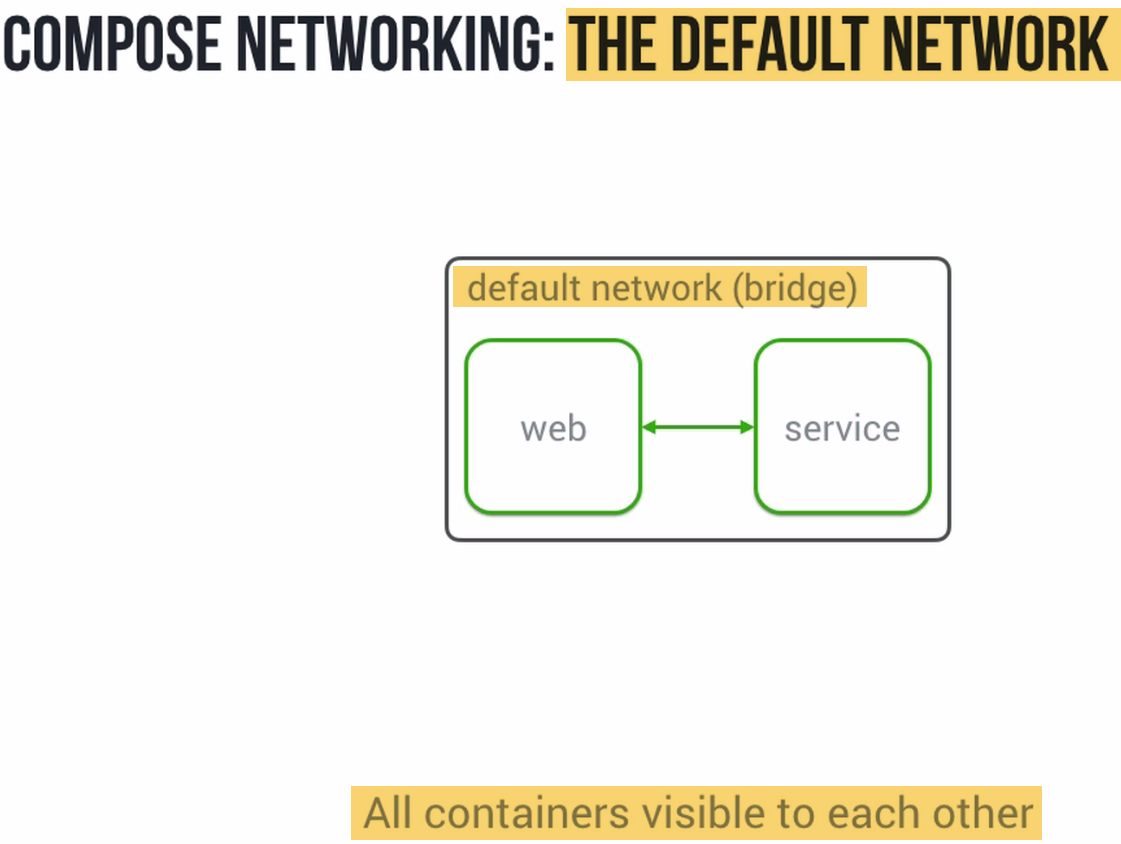 COMPOSE NETWORKING: THE DEFAULT NETWORK
default network (bridge)
web
service
All containers visible to each other